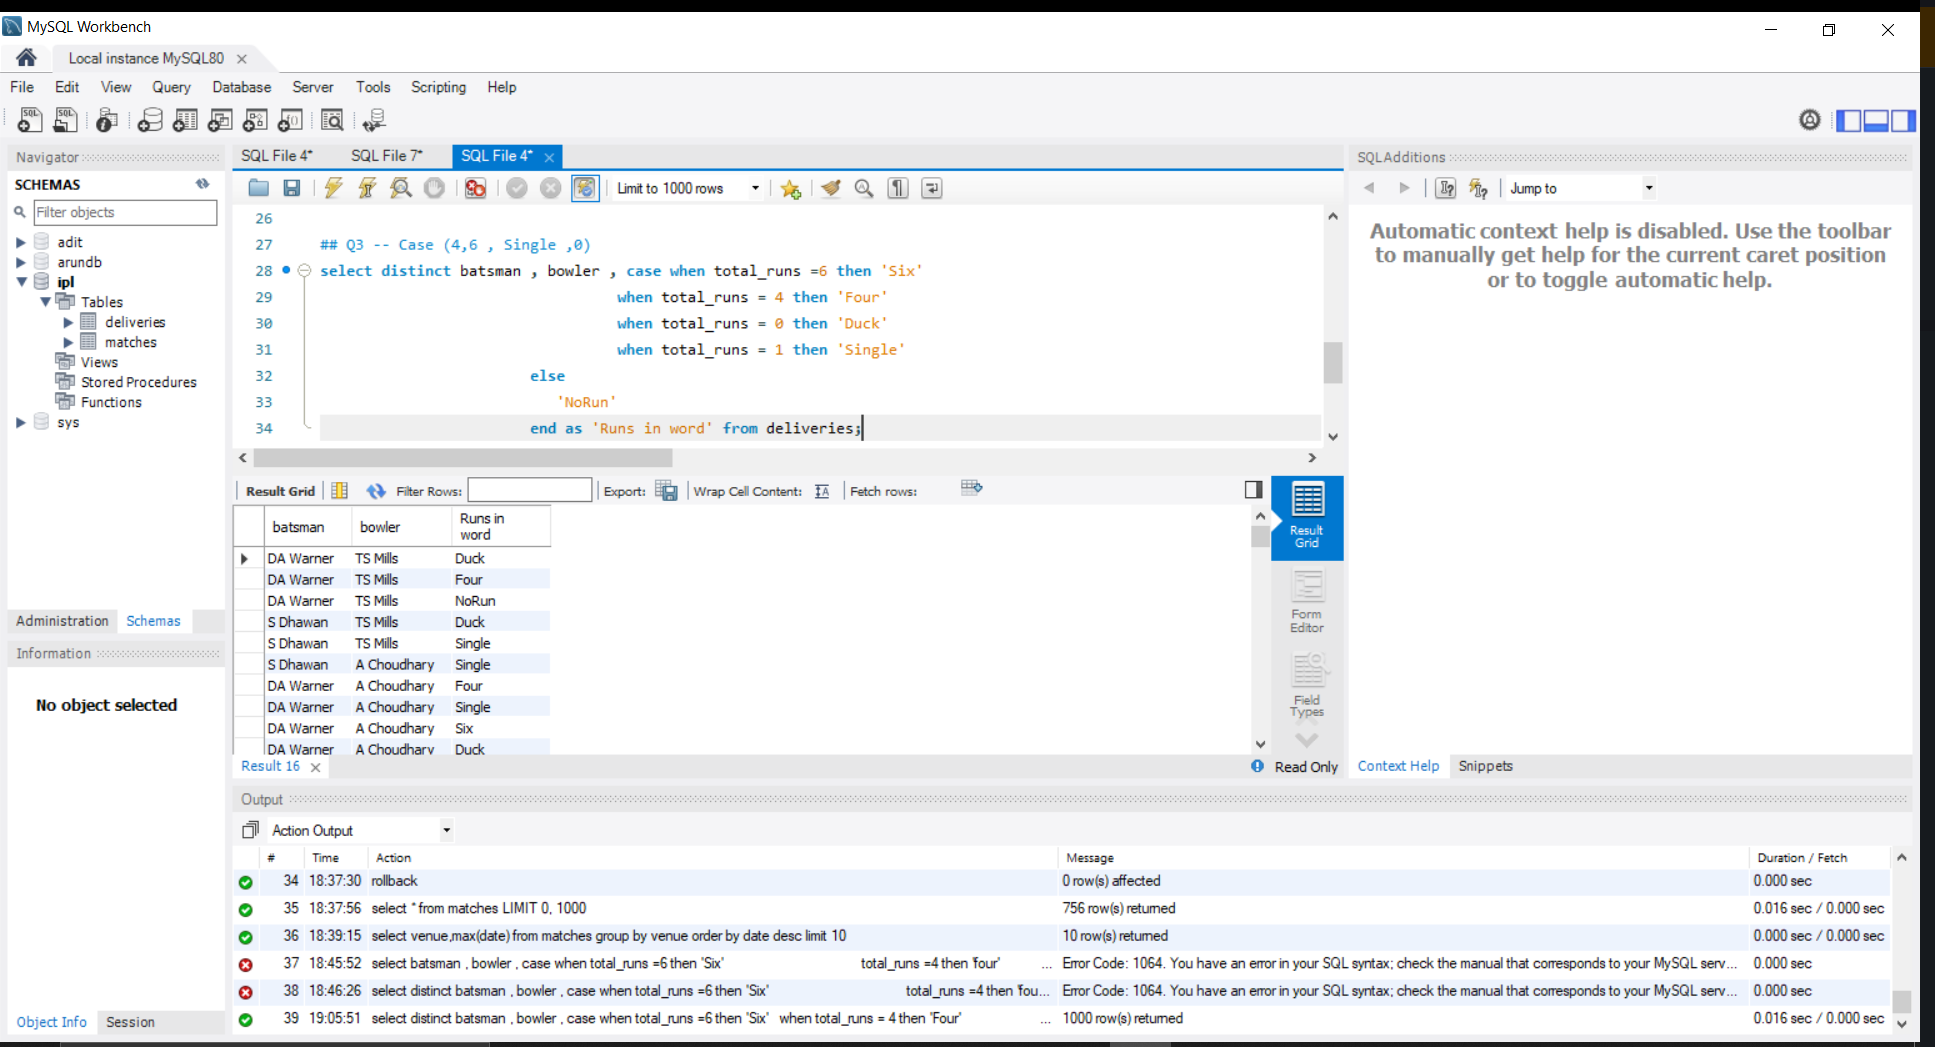 MySQL Workbench
Local instance MySQL80
File Edit View Query Database Server Tools Scripting Help
Navigator
SCHEMAS
Filter objects
adit
arundb
ipl
Tables
deliveries
matches
Views
Stored Procedures
Functions
sys
Administration Schemas
Information
No object selected
Object Info Session
SQL File 4* SQL File 7* SQL File 4*
Limit to 1000 rows
26
27 ## Q3 -- Case (4,6 , Single ,0)
28 select distinct batsman , bowler , case when total_runs =6 then 'Six'
29 when total_runs = 4 then 'Four'
30 when total_runs = 0 then 'Duck'
31 when total_runs = 1 then 'Single'
32 else
33 'NoRun'
34 end as 'Runs in word' from deliveries;
Result Grid Filter Rows: Export: Wrap Cell Content: Fetch rows:
batsman bowler Runs in word
DA Warner TS Mills Duck
DA Warner TS Mills Four
DA Warner TS Mills NoRun
S Dhawan TS Mills Duck
S Dhawan TS Mills Single
S Dhawan A Choudhary Single
DA Warner A Choudhary Four
DA Warner A Choudhary Single
DA Warner A Choudhary Six
DA Warner A Choudhary Duck
Result Grid
Form Editor
Field Types
Result 16
Read Only
SQLAdditions
Jump to
Automatic context help is disabled. Use the toolbar
to manually get help for the current caret position
or to toggle automatic help.
Context Help Snippets
Output
Action Output
# Time Action Message Duration / Fetch
34 18:37:30 rollback 0 row(s) affected 0.000 sec
35 18:37:56 select * from matches LIMIT 0, 1000 756 row(s) returned 0.016 sec / 0.000 sec
36 18:39:15 select venue,max(date) from matches group by venue order by date desc limit 10 10 row(s) returned 0.000 sec / 0.000 sec
37 18:45:52 select batsman , bowler , case when total_runs =6 then 'Six' total_runs =4 then 'four' ... Error Code: 1064. You have an error in your SQL syntax; check the manual that corresponds to your MySQL serv... 0.000 sec
38 18:46:26 select distinct batsman , bowler , case when total_runs =6 then 'Six' total_runs =4 then 'fou... Error Code: 1064. You have an error in your SQL syntax; check the manual that corresponds to your MySQL serv... 0.000 sec
39 19:05:51 select distinct batsman , bowler , case when total_runs =6 then 'Six' when total_runs = 4 then 'Four' ... 1000 row(s) returned 0.016 sec / 0.000 sec